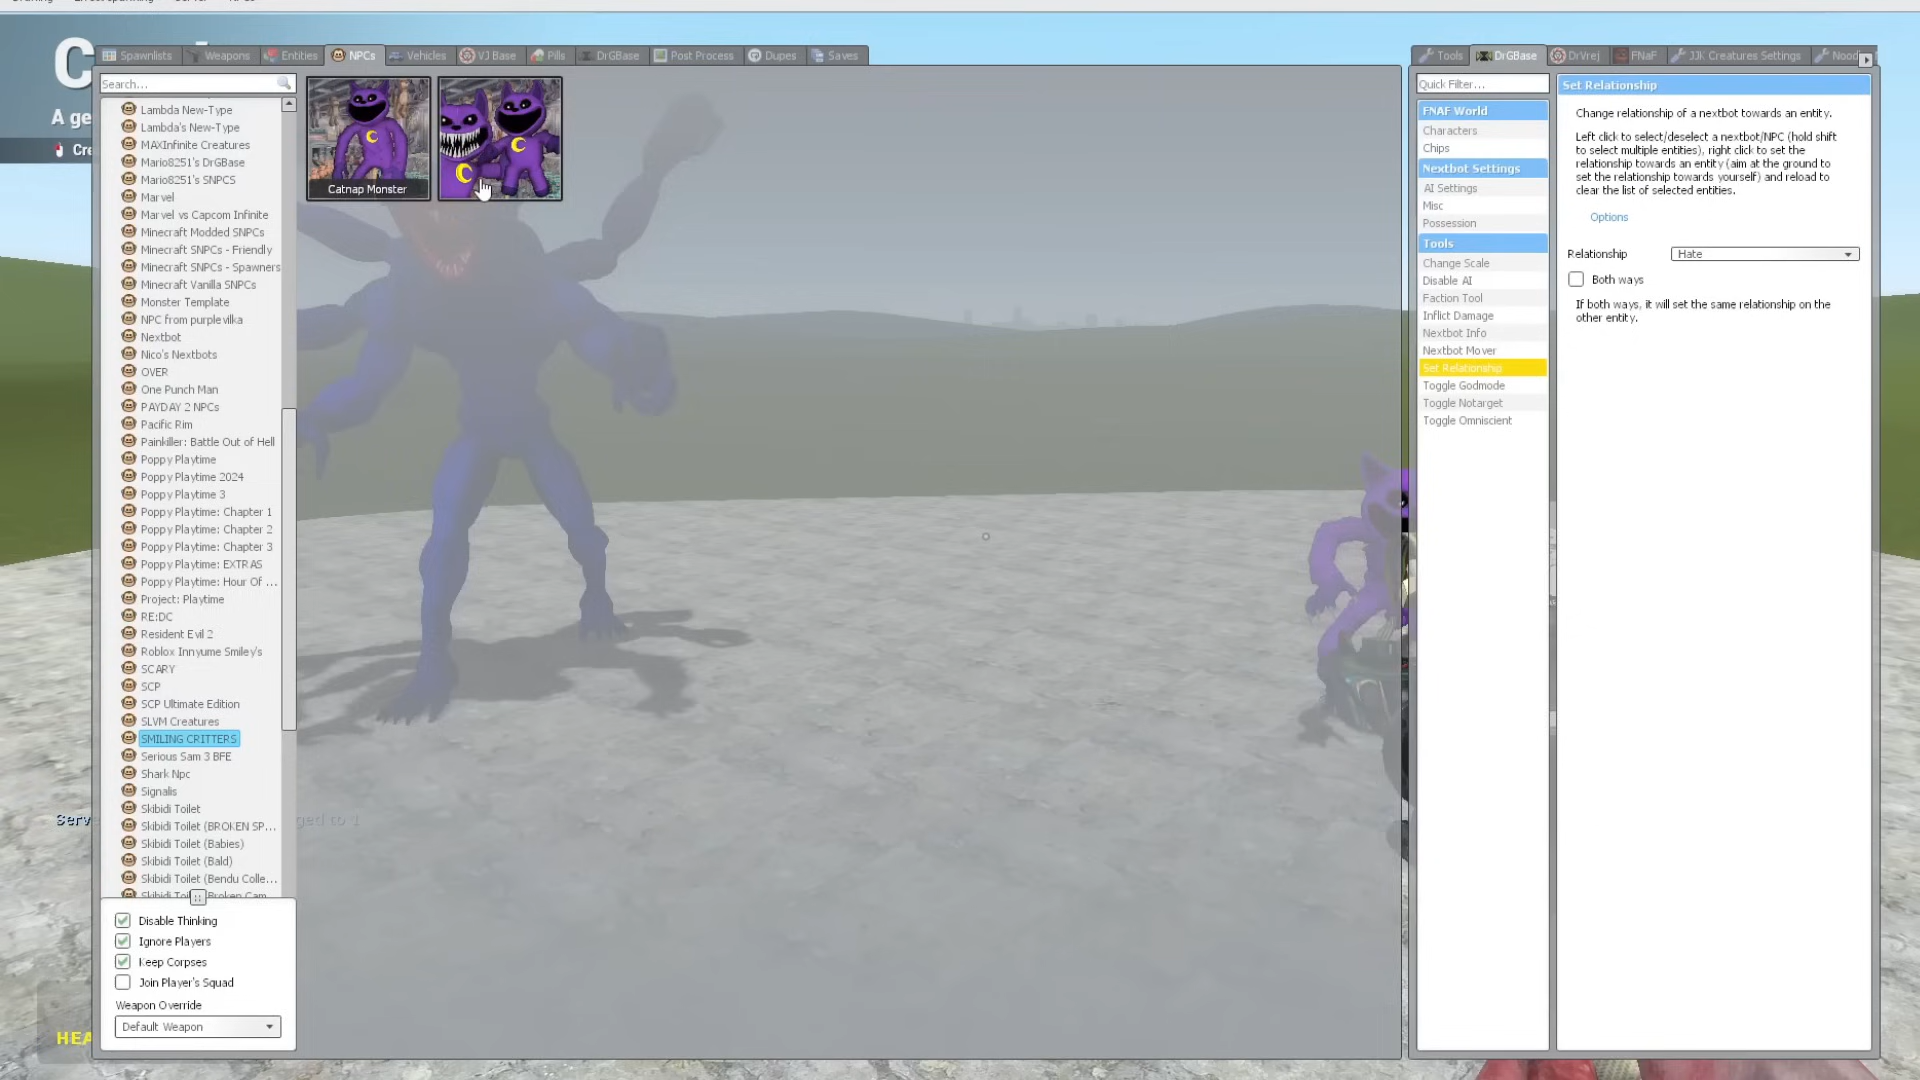 Spawnlists Weapons Entities NPCs Vehicles VJ Base Pills DrGBase Post Process Dupes Saves
Search...
A ge
Cre
Lambda New-Type
Lambda's New-Type
MAXInfinite Creatures
Mario8251's DrGBase
Mario8251's SNPCS
Marvel
Marvel vs Capcom Infinite
Minecraft Modded SNPCs
Minecraft SNPCs - Friendly
Minecraft SNPCs - Spawners
Minecraft Vanilla SNPCs
Monster Template
NPC from purplevilka
Nextbot
Nico's Nextbots
OVER
One Punch Man
PAYDAY 2 NPCs
Pacific Rim
Painkiller: Battle Out of Hell
Poppy Playtime
Poppy Playtime 2024
Poppy Playtime 3
Poppy Playtime: Chapter 1
Poppy Playtime: Chapter 2
Poppy Playtime: Chapter 3
Poppy Playtime: EXTRAS
Poppy Playtime: Hour Of ...
Project: Playtime
RE:DC
Resident Evil 2
Roblox Innyume Smiley's
SCARY
SCP
SCP Ultimate Edition
SLVM Creatures
SMILING CRITTERS
Serious Sam 3 BFE
Shark Npc
Signalis
Skibidi Toilet
Skibidi Toilet (BROKEN SP...
Skibidi Toilet (Babies)
Skibidi Toilet (Bald)
Skibidi Toilet (Bendu Colle...
Serv
ged to 1
Disable Thinking
Ignore Players
Keep Corpses
Join Player's Squad
Weapon Override
Default Weapon
HEA
Catnap Monster
Tools DrGBase DrVrej FNaF JJK Creatures Settings Nood
Quick Filter...
FNAF World
Characters
Chips
Nextbot Settings
AI Settings
Misc
Possession
Tools
Change Scale
Disable AI
Faction Tool
Inflict Damage
Nextbot Info
Nextbot Mover
Set Relationship
Toggle Godmode
Toggle Notarget
Toggle Omniscient
Set Relationship
Change relationship of a nextbot towards an entity.
Left click to select/deselect a nextbot/NPC (hold shift
to select multiple entities), right click to set the
relationship towards an entity (aim at the ground to
set the relationship towards yourself) and reload to
clear the list of selected entities.
Options
Relationship Hate
Both ways
If both ways, it will set the same relationship on the
other entity.